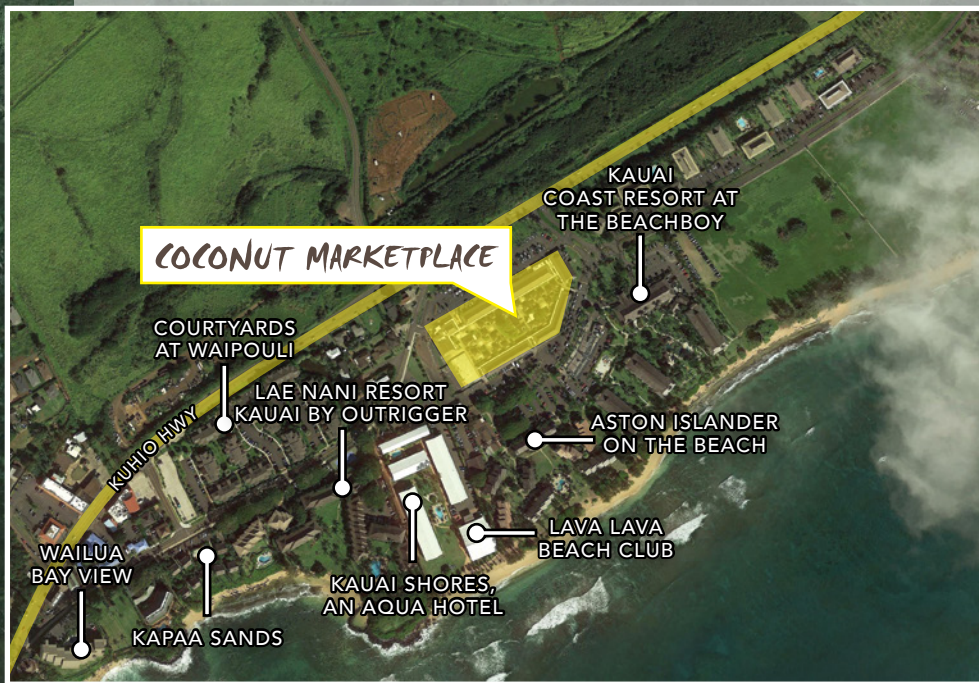 KAUAI
COAST RESORT AT
THE BEACHBOY
COCONUT MARKETPLACE
COURTYARDS
AT WAIPOULI
LAE NANI RESORT
KAUAI BY OUTRIGGER
KUHIO HWY
ASTON ISLANDER
ON THE BEACH
LAVA LAVA
BEACH CLUB
WAILUA
BAY VIEW
KAUAI SHORES,
AN AQUA HOTEL
KAPAA SANDS